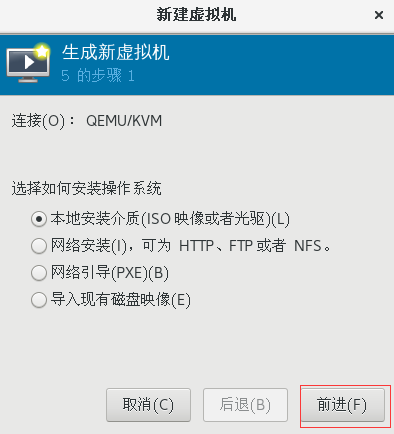 新建虚拟机
生成新虚拟机
5 的步骤 1
连接(O)： QEMU/KVM
选择如何安装操作系统
本地安装介质(ISO 映像或者光驱)(L)
网络安装(I)，可为 HTTP、FTP 或者 NFS。
网络引导(PXE)(B)
导入现有磁盘映像(E)
取消(C) 后退(B) 前进(F)